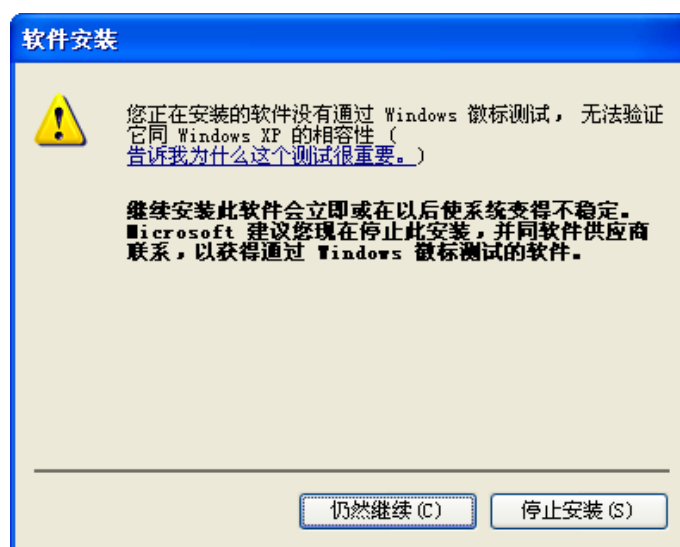 软件安装
您正在安装的软件没有通过 Windows 徽标测试， 无法验证
它同 Windows XP 的相容性（
告诉我为什么这个测试很重要。）
继续安装此软件会立即或在以后使系统变得不稳定。
Microsoft 建议您现在停止此安装，并同软件供应商
联系，以获得通过 Windows 徽标测试的软件。
仍然继续(C)
停止安装(S)